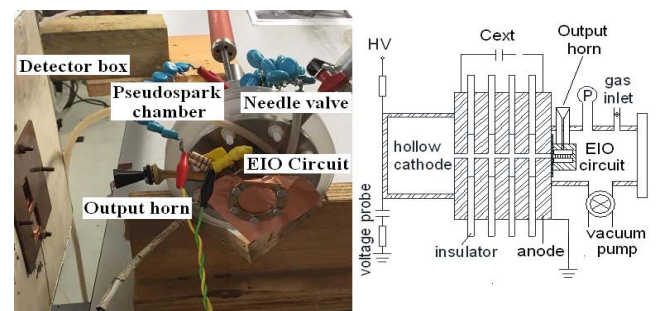 Detector box
Pseudospark
chamber
Needle valve
EIO Circuit
Output horn
HV
Cext
Output
horn
gas
inlet
P
hollow
cathode
EIO
circuit
voltage probe
insulator
anode
vacuum
pump